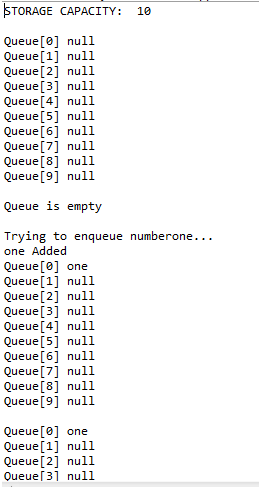 STORAGE CAPACITY:  10
Queue[0] null
Queue[1] null
Queue[2] null
Queue[3] null
Queue[4] null
Queue[5] null
Queue[6] null
Queue[7] null
Queue[8] null
Queue[9] null
Queue is empty
Trying to enqueue numberone...
one Added
Queue[0] one
Queue[1] null
Queue[2] null
Queue[3] null
Queue[4] null
Queue[5] null
Queue[6] null
Queue[7] null
Queue[8] null
Queue[9] null
Queue[0] one
Queue[1] null
Queue[2] null
Queue[3] null